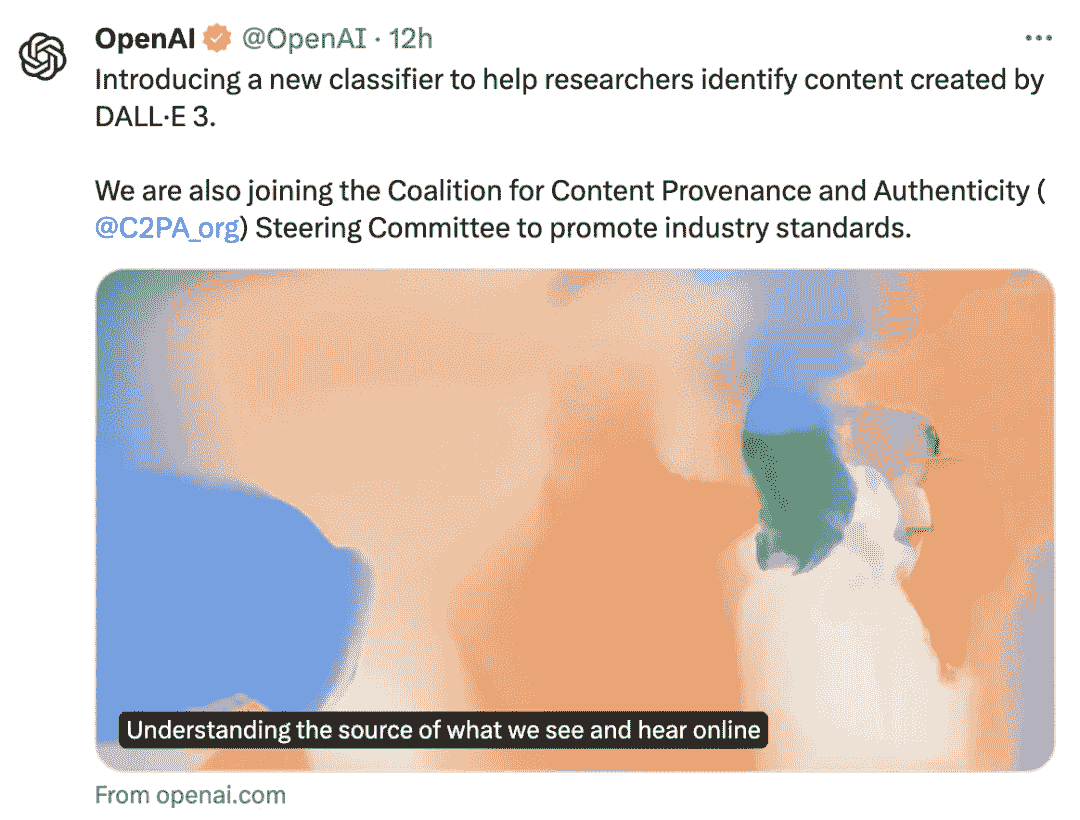 OpenAI @OpenAI · 12h
Introducing a new classifier to help researchers identify content created by
DALL·E 3.
We are also joining the Coalition for Content Provenance and Authenticity (
@C2PA_org) Steering Committee to promote industry standards.
Understanding the source of what we see and hear online
From openai.com